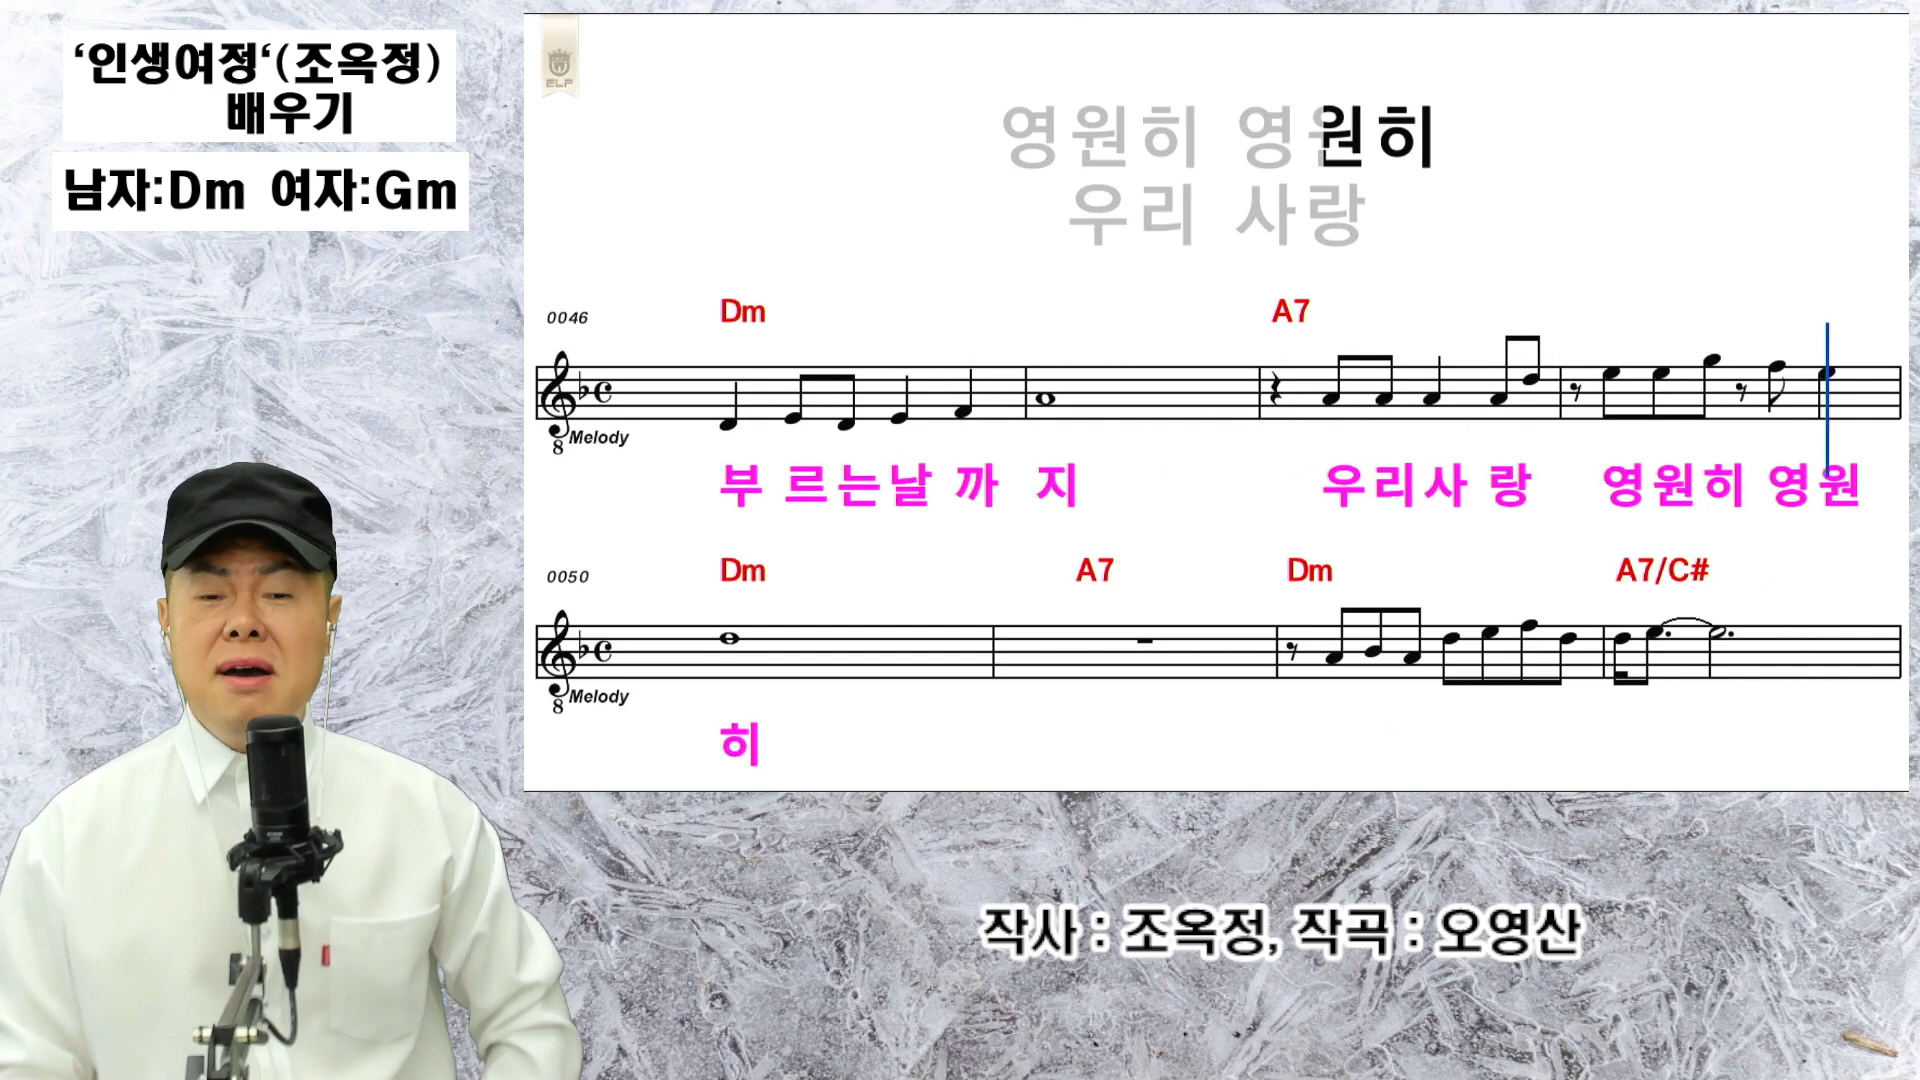 ‘인생여정‘(조옥정)
배우기
남자:Dm 여자:Gm
ELF
영원히 영원히
우리 사랑
0046 Dm A7
8 Melody
부 르는날 까 지 우리사 랑 영원히 영원
0050 Dm A7 Dm A7/C#
8 Melody
히
작사 : 조옥정, 작곡 : 오영산